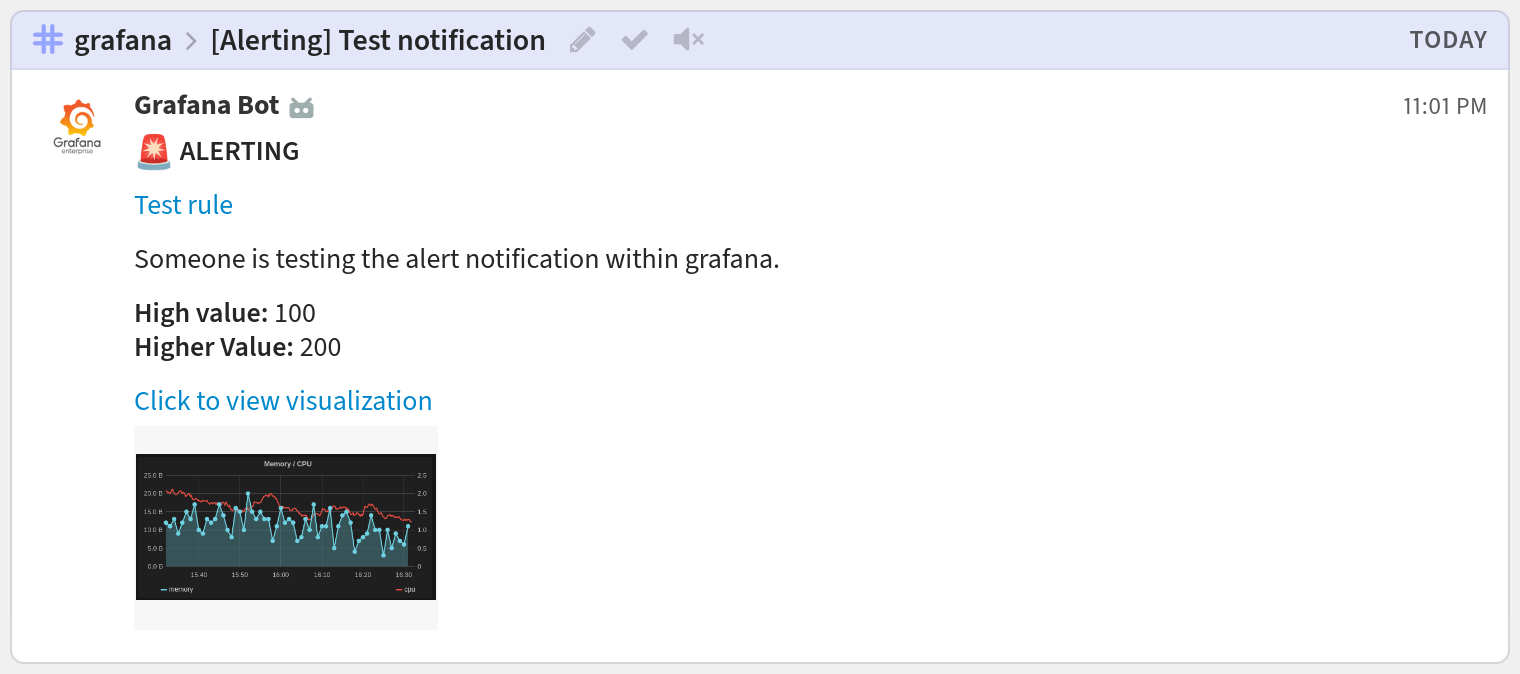 grafana > [Alerting] Test notification TODAY
Grafana Bot 11:01 PM
Grafana
enterprise
ALERTING
Test rule
Someone is testing the alert notification within grafana.
High value: 100
Higher Value: 200
Click to view visualization
Memory / CPU
25.0 B 2.5
20.0 B 2.0
15.0 B 1.5
10.0 B 1.0
5.0 B 0.5
0.0 B 0
15:40 15:50 16:00 16:10 16:20 16:30
memory cpu